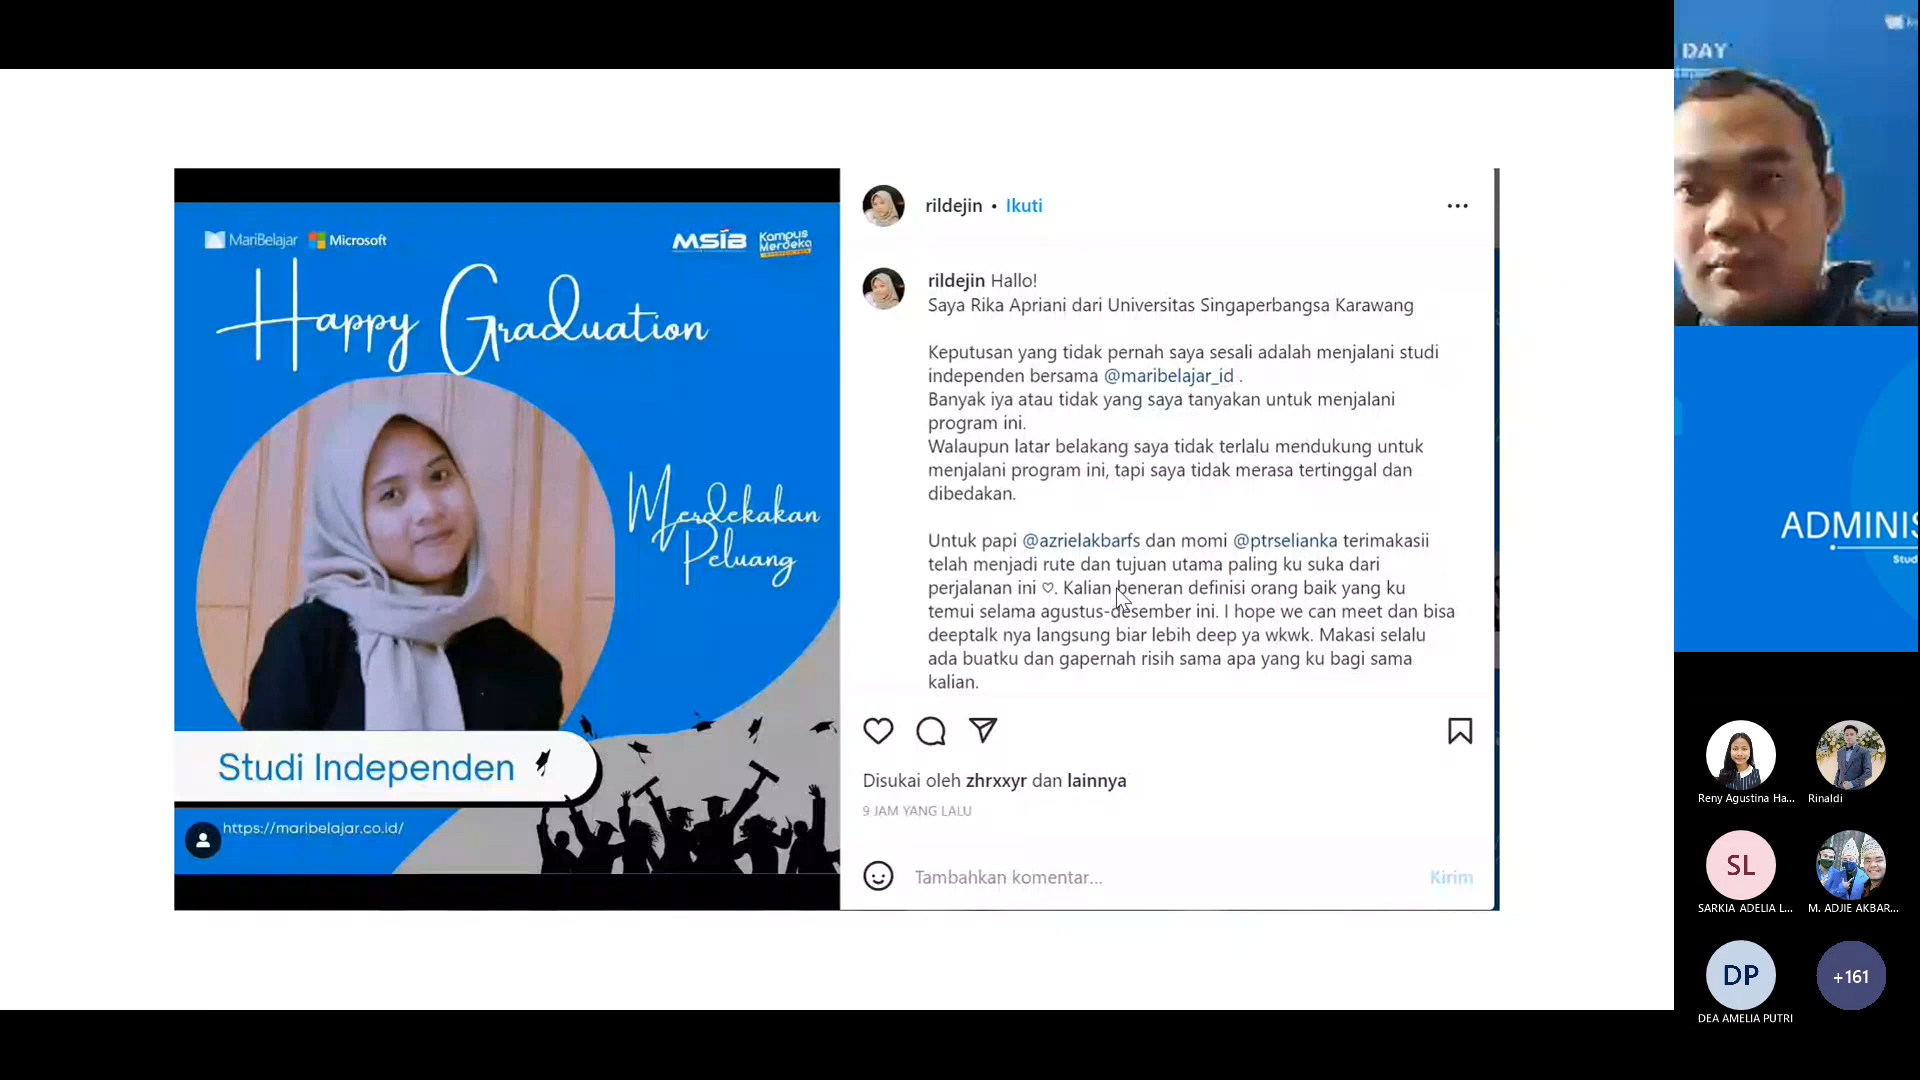 MariBelajar Microsoft
MSIB Kampus Merdeka
Happy Graduation
Merdekakan
Peluang
Studi Independen
https://maribelajar.co.id/
rildejin • Ikuti
rildejin Hallo!
Saya Rika Apriani dari Universitas Singaperbangsa Karawang
Keputusan yang tidak pernah saya sesali adalah menjalani studi
independen bersama @maribelajar_id .
Banyak iya atau tidak yang saya tanyakan untuk menjalani
program ini.
Walaupun latar belakang saya tidak terlalu mendukung untuk
menjalani program ini, tapi saya tidak merasa tertinggal dan
dibedakan.
Untuk papi @azrielakbarfs dan momi @ptrselianka terimakasii
telah menjadi rute dan tujuan utama paling ku suka dari
perjalanan ini ♡. Kalian beneran definisi orang baik yang ku
temui selama agustus-desember ini. I hope we can meet dan bisa
deeptalk nya langsung biar lebih deep ya wkwk. Makasi selalu
ada buatku dan gapernah risih sama apa yang ku bagi sama
kalian.
Disukai oleh zhrxxyr dan lainnya
9 JAM YANG LALU
Tambahkan komentar...
Kirim
DAY
ADMINIS
Stud
Reny Agustina Ha...
Rinaldi
SL
SARKIA ADELIA L...
M. ADJIE AKBAR...
DP
DEA AMELIA PUTRI
+161